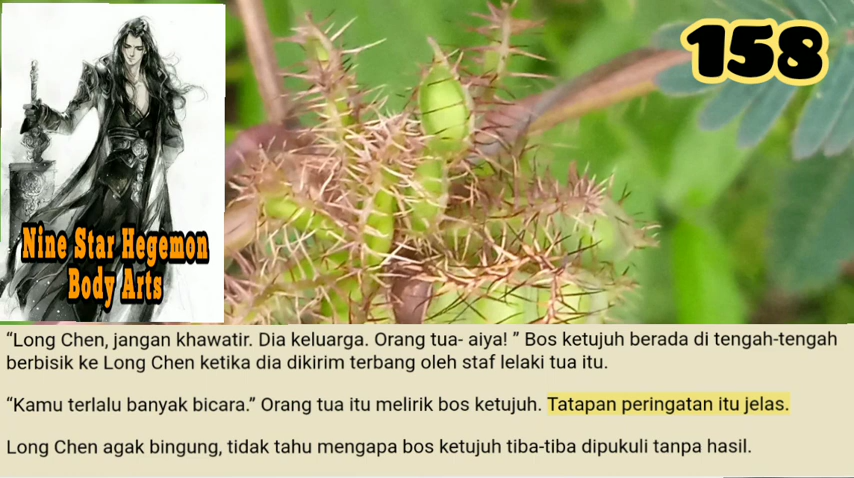 158
Nine Star Hegemon
Body Arts
“Long Chen, jangan khawatir. Dia keluarga. Orang tua- aiya! ” Bos ketujuh berada di tengah-tengah
berbisik ke Long Chen ketika dia dikirim terbang oleh staf lelaki tua itu.
“Kamu terlalu banyak bicara.” Orang tua itu melirik bos ketujuh. Tatapan peringatan itu jelas.
Long Chen agak bingung, tidak tahu mengapa bos ketujuh tiba-tiba dipukuli tanpa hasil.